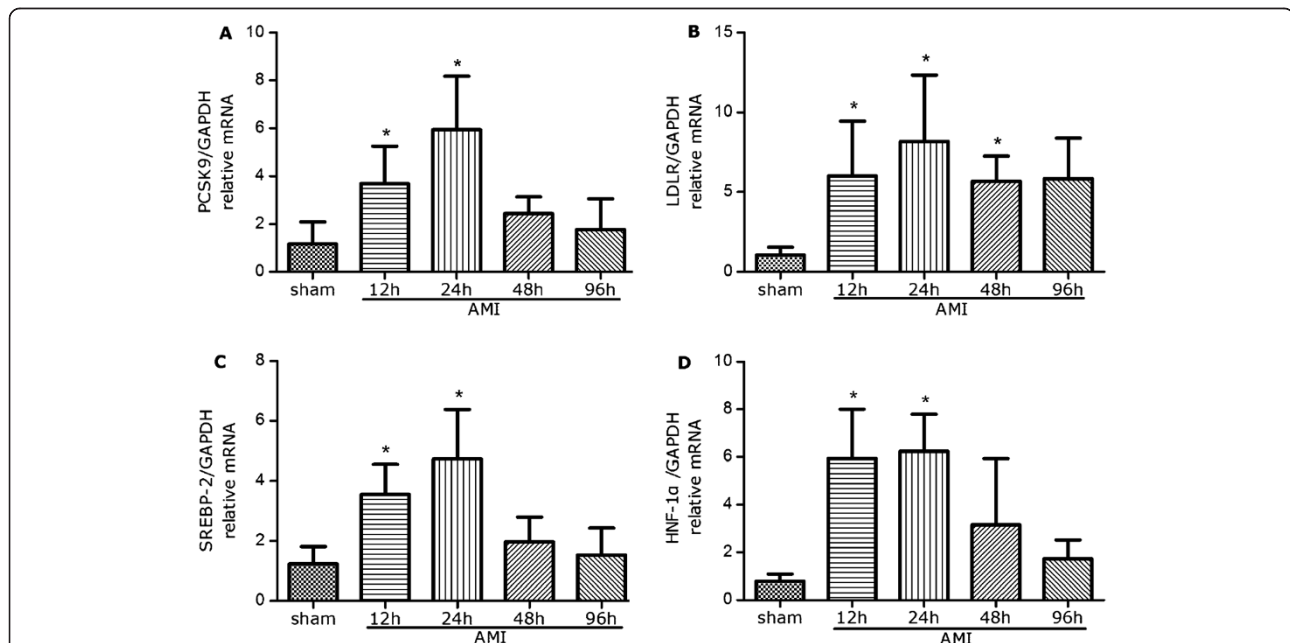 A
PCSK9/GAPDH
relative mRNA
10
8
6
4
2
0
*
*
sham
12h
24h
48h
96h
AMI
B
LDLR/GAPDH
relative mRNA
15
10
5
0
*
*
*
sham
12h
24h
48h
96h
AMI
C
SREBP-2/GAPDH
relative mRNA
8
6
4
2
0
*
*
sham
12h
24h
48h
96h
AMI
D
HNF-1α /GAPDH
relative mRNA
10
8
6
4
2
0
*
*
sham
12h
24h
48h
96h
AMI